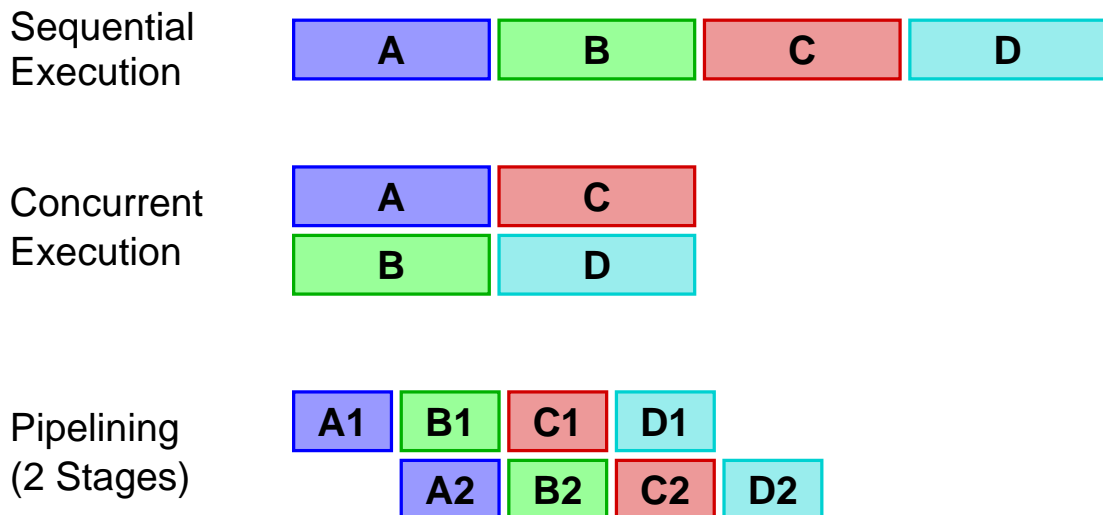 Sequential
Execution
A B C D
Concurrent
Execution
A C
B D
Pipelining
(2 Stages)
A1 B1 C1 D1
A2 B2 C2 D2